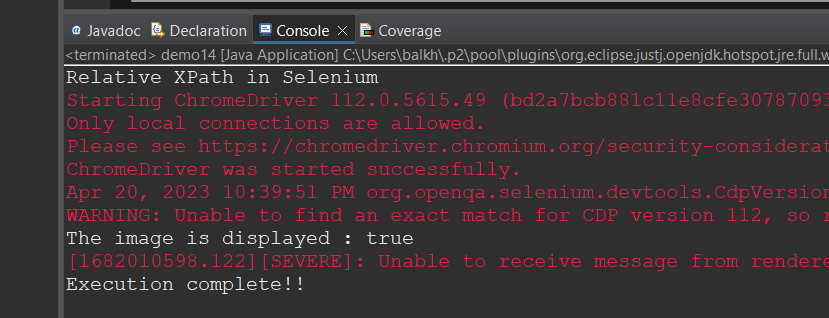 @ Javadoc Declaration Console × Coverage
<terminated> demo14 [Java Application] C:\Users\balkh\.p2\pool\plugins\org.eclipse.justj.openjdk.hotspot.jre.full.w
Relative XPath in Selenium
Starting ChromeDriver 112.0.5615.49 (bd2a7bcb881c11e8cfe30787093
Only local connections are allowed.
Please see https://chromedriver.chromium.org/security-considerat
ChromeDriver was started successfully.
Apr 20, 2023 10:39:51 PM org.openqa.selenium.devtools.CdpVersion
WARNING: Unable to find an exact match for CDP version 112, so r
The image is displayed : true
[1682010598.122][SEVERE]: Unable to receive message from rendere
Execution complete!!